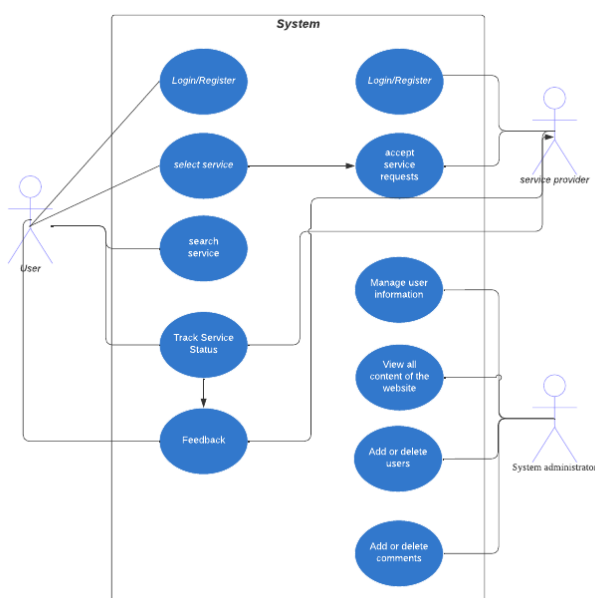 System
Login/Register
Login/Register
select service
accept
service
requests
service provider
search
service
User
Manage user
information
Track Service
Status
View all
content of the
website
Feedback
Add or delete
users
System administrator
Add or delete
comments